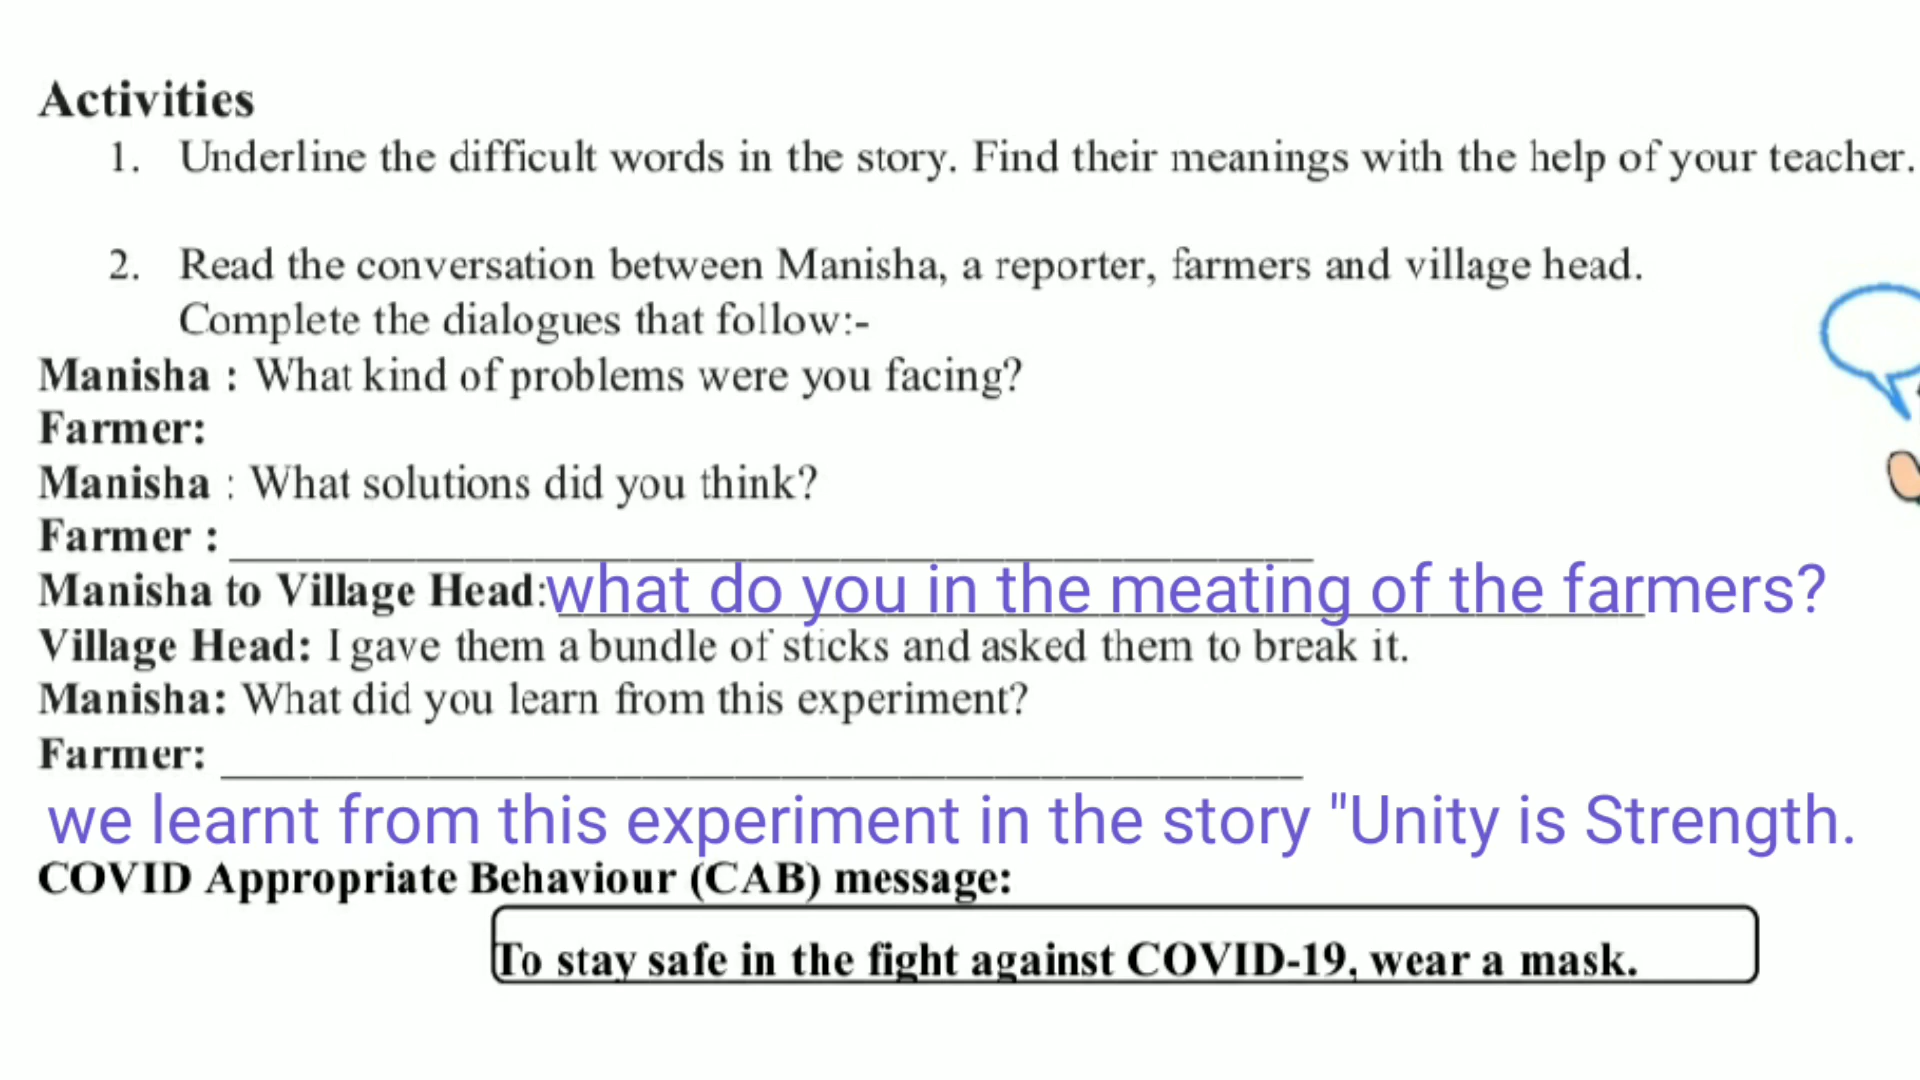 Activities
1. Underline the difficult words in the story. Find their meanings with the help of your teacher.
2. Read the conversation between Manisha, a reporter, farmers and village head.
Complete the dialogues that follow:-
Manisha : What kind of problems were you facing?
Farmer:
Manisha : What solutions did you think?
Farmer :
Manisha to Village Head:what do you in the meating of the farmers?
Village Head: I gave them a bundle of sticks and asked them to break it.
Manisha: What did you learn from this experiment?
Farmer:
we learnt from this experiment in the story "Unity is Strength.
COVID Appropriate Behaviour (CAB) message:
To stay safe in the fight against COVID-19, wear a mask.